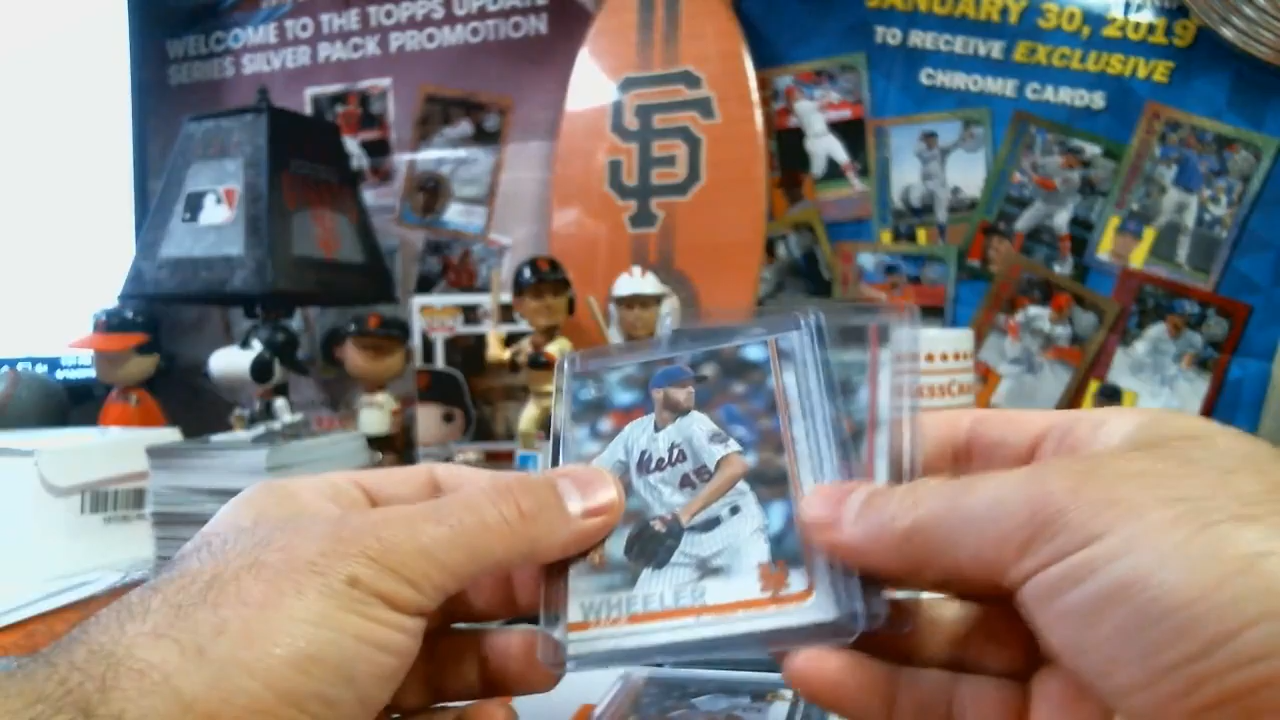 WELCOME TO THE TOPPS UPDATE
SERIES SILVER PACK PROMOTION
JANUARY 30, 2019
TO RECEIVE EXCLUSIVE
CHROME CARDS
SF
Mets
45
WHEELER